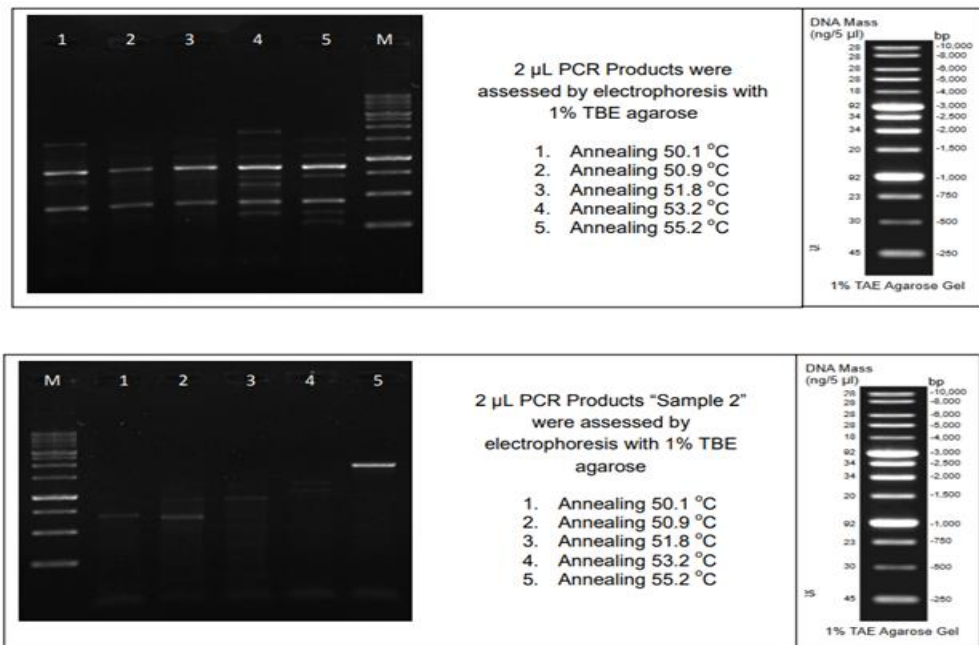 1 2 3 4 5 M
2 µL PCR Products were
assessed by electrophoresis with
1% TBE agarose
1. Annealing 50.1 °C
2. Annealing 50.9 °C
3. Annealing 51.8 °C
4. Annealing 53.2 °C
5. Annealing 55.2 °C
DNA Mass
(ng/5 µl) bp
28 -10,000
28 -8,000
28 -6,000
28 -5,000
18 -4,000
92 -3,000
34 -2,500
34 -2,000
20 -1,500
92 -1,000
23 -750
30 -500
45 -250
1% TAE Agarose Gel
M 1 2 3 4 5
2 µL PCR Products “Sample 2”
were assessed by
electrophoresis with 1% TBE
agarose
1. Annealing 50.1 °C
2. Annealing 50.9 °C
3. Annealing 51.8 °C
4. Annealing 53.2 °C
5. Annealing 55.2 °C
DNA Mass
(ng/5 µl) bp
28 -10,000
28 -8,000
28 -6,000
28 -5,000
18 -4,000
92 -3,000
34 -2,500
34 -2,000
20 -1,500
92 -1,000
23 -750
30 -500
45 -250
1% TAE Agarose Gel